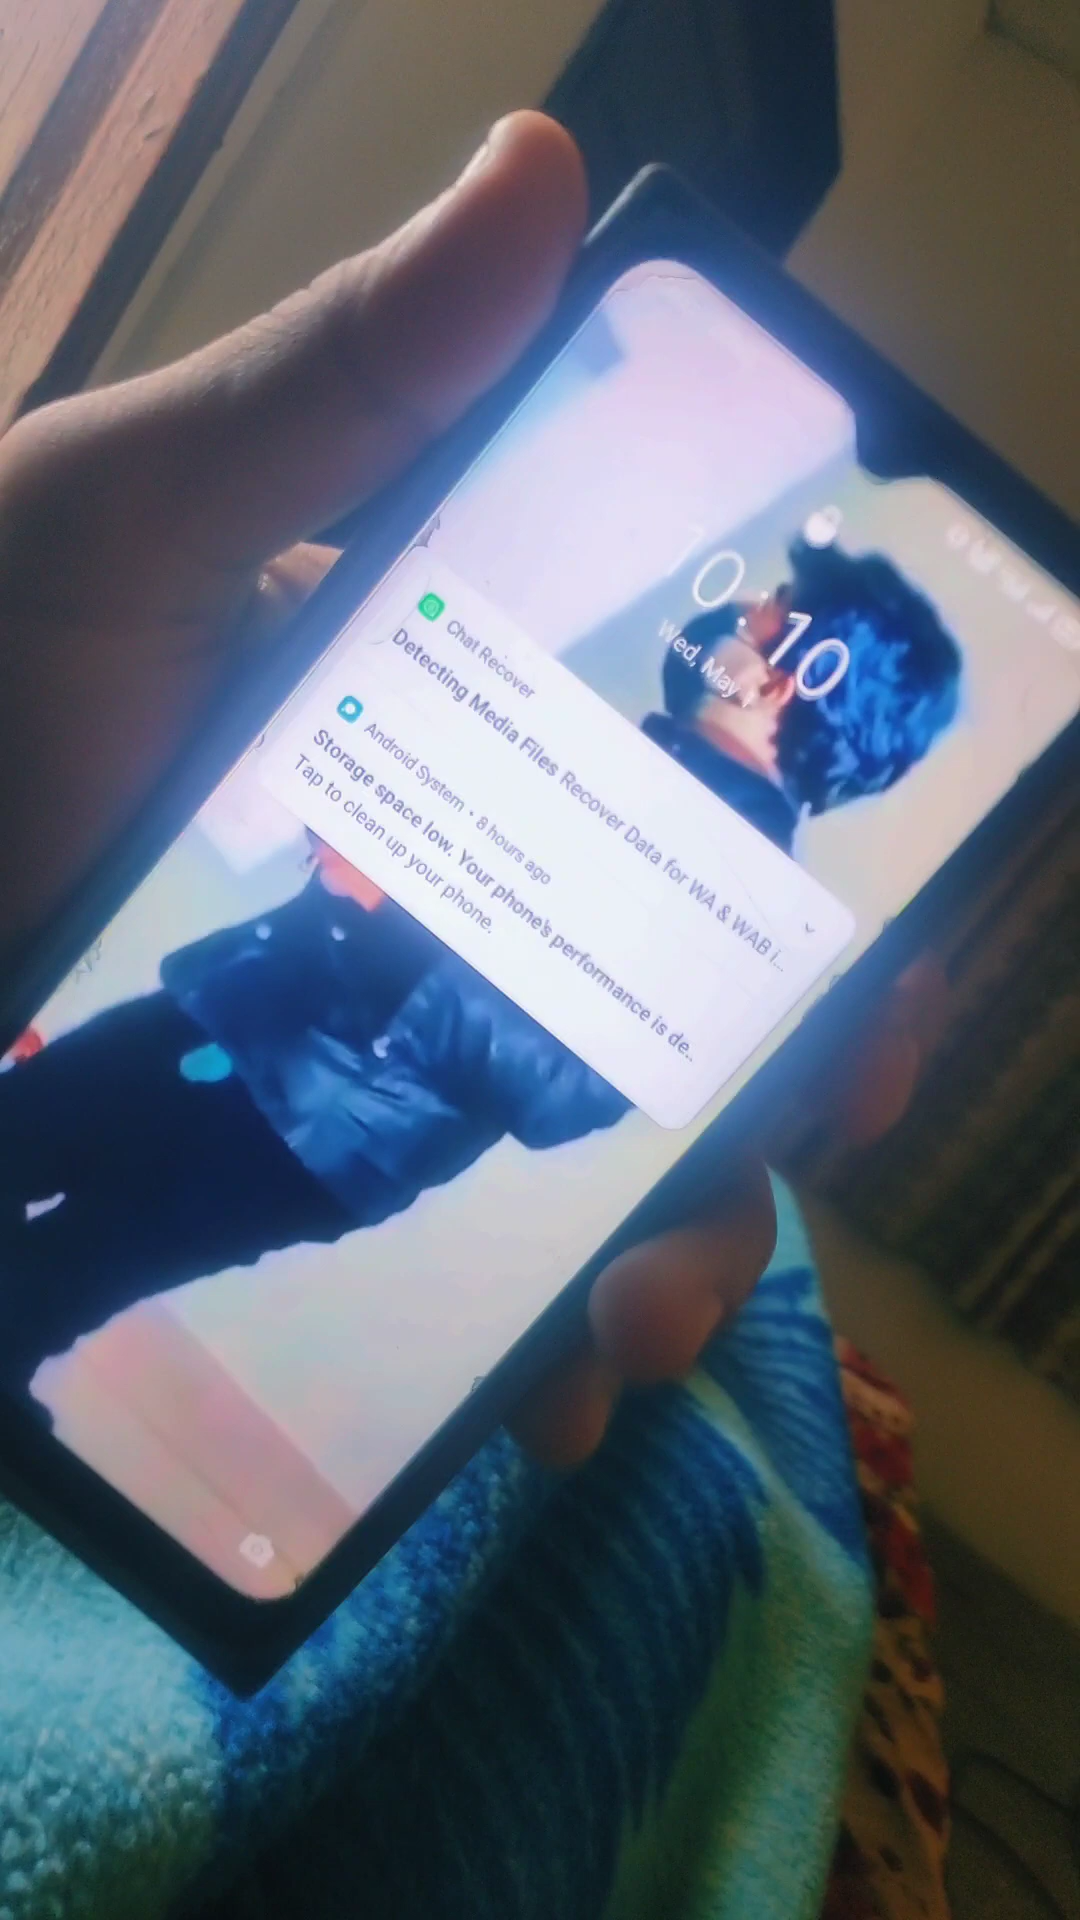 10:10
Wed, May
Chat Recover
Detecting Media Files Recover Data for WA & WAB i...
Android System • 8 hours ago
Storage space low. Your phone's performance is de..
Tap to clean up your phone.